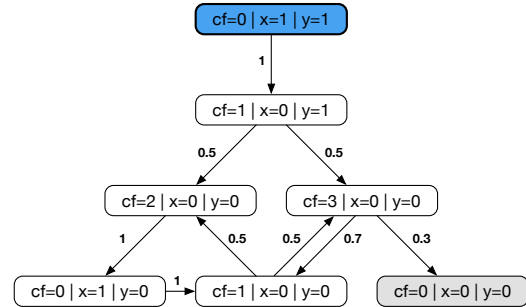 cf=0 | x=1 | y=1
1
cf=1 | x=0 | y=1
0.5 0.5
cf=2 | x=0 | y=0 cf=3 | x=0 | y=0
1 0.5 0.5 0.7 0.3
cf=0 | x=1 | y=0 1 cf=1 | x=0 | y=0 cf=0 | x=0 | y=0